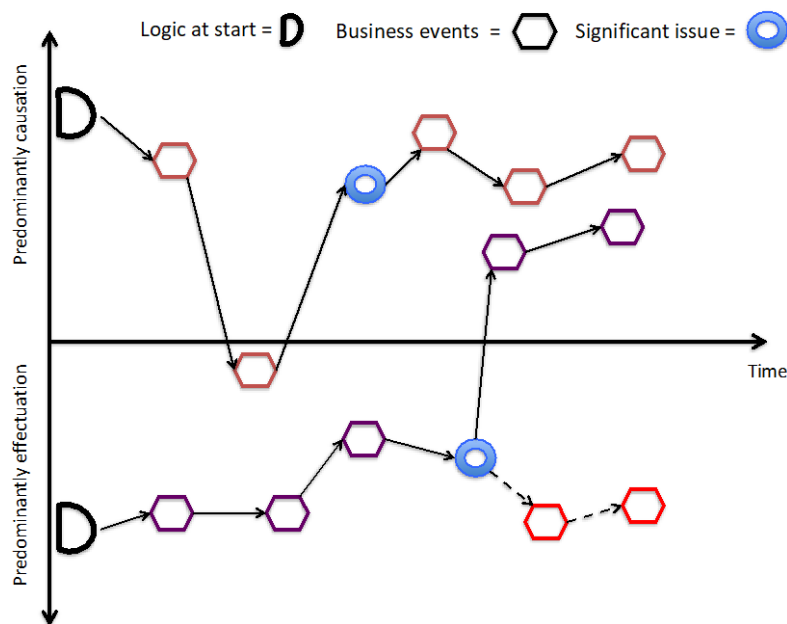 Logic at start = Business events = Significant issue =
Predominantly causation
Time
Predominantly effectuation